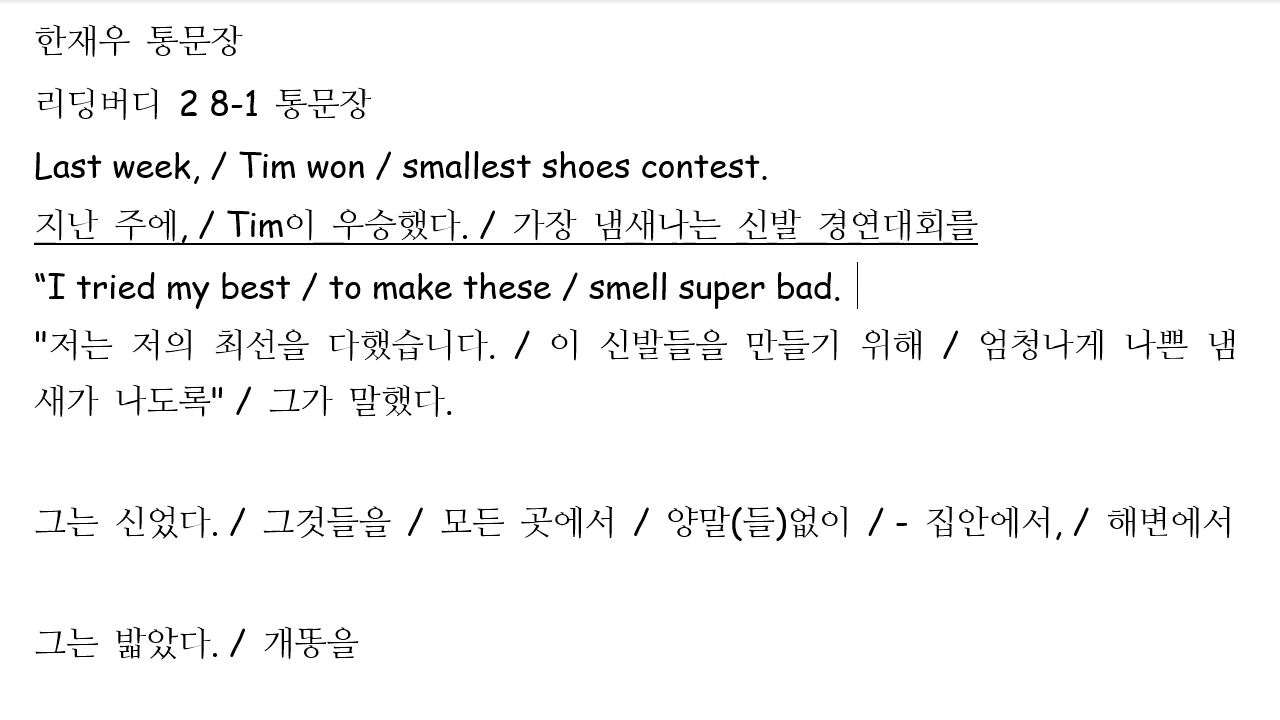 한재우 통문장
리딩버디 2 8-1 통문장
Last week, / Tim won / smallest shoes contest.
지난 주에, / Tim이 우승했다. / 가장 냄새나는 신발 경연대회를
“I tried my best / to make these / smell super bad.
"저는 저의 최선을 다했습니다. / 이 신발들을 만들기 위해 / 엄청나게 나쁜 냄
새가 나도록" / 그가 말했다.
그는 신었다. / 그것들을 / 모든 곳에서 / 양말(들)없이 / - 집안에서, / 해변에서
그는 밟았다. / 개똥을